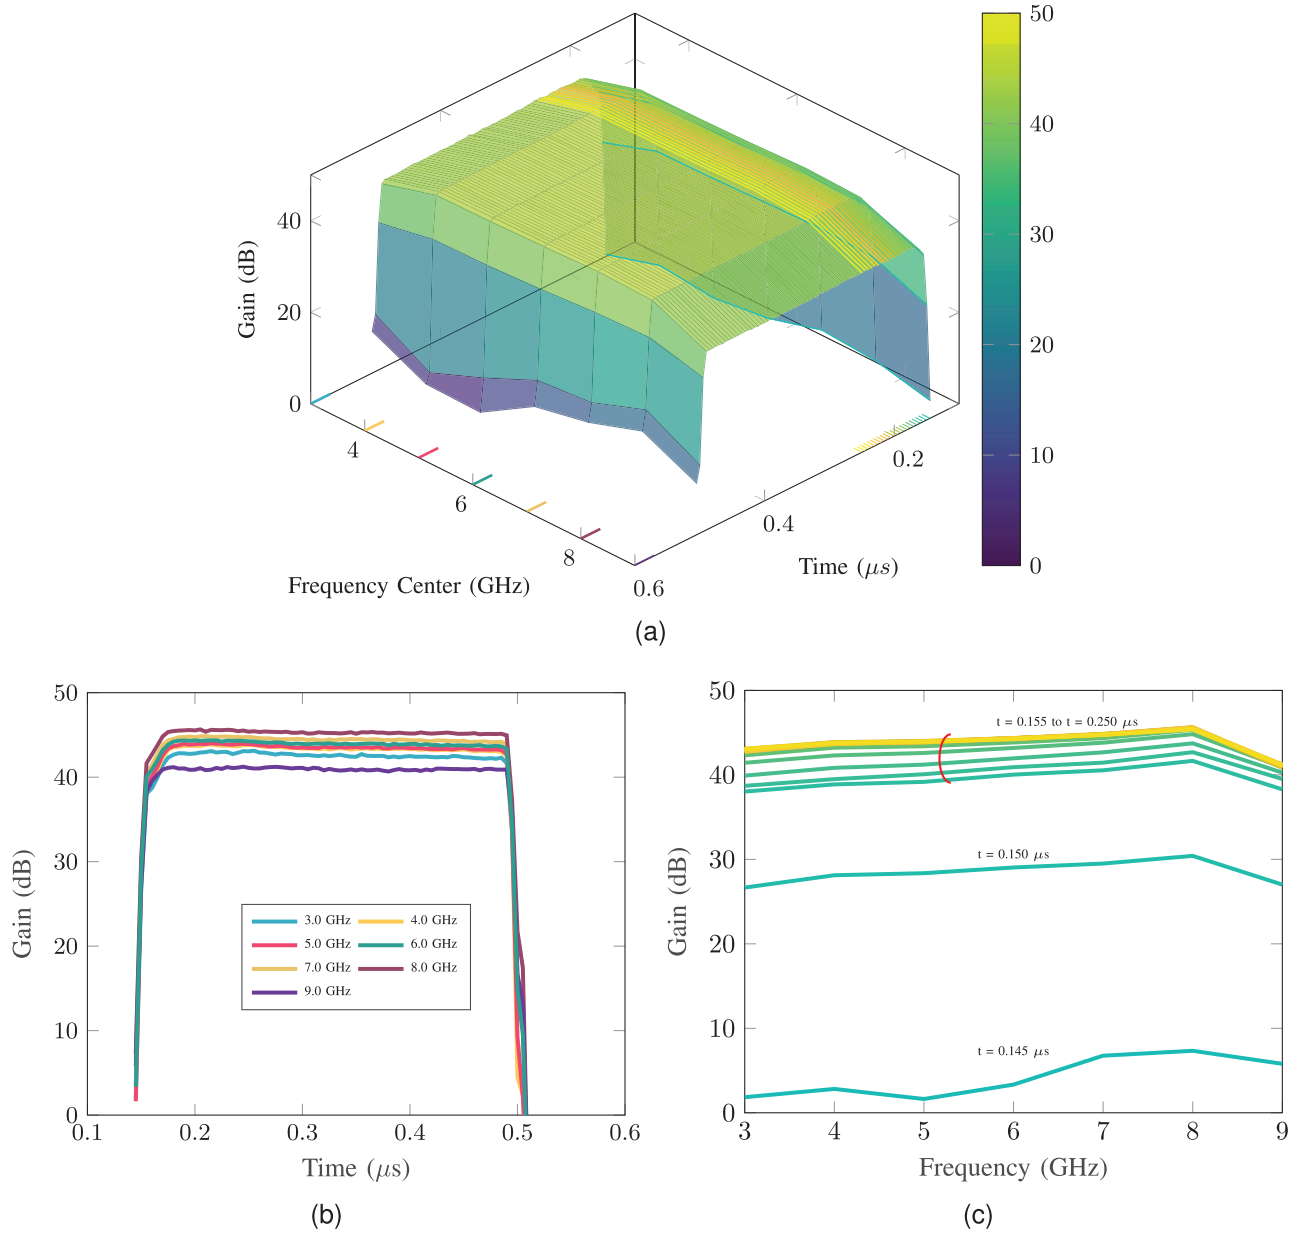 50
40
30
20
10
0
40
20
0
Gain (dB)
4
6
8
Frequency Center (GHz)
0.6
0.4
0.2
Time (μs)
(a)
50
40
30
20
10
0
0.1
0.2
0.3
0.4
0.5
0.6
Gain (dB)
Time (μs)
3.0 GHz 4.0 GHz
5.0 GHz 6.0 GHz
7.0 GHz 8.0 GHz
9.0 GHz
(b)
50
40
30
20
10
0
3
4
5
6
7
8
9
Gain (dB)
Frequency (GHz)
t = 0.155 to t = 0.250 μs
t = 0.150 μs
t = 0.145 μs
(c)